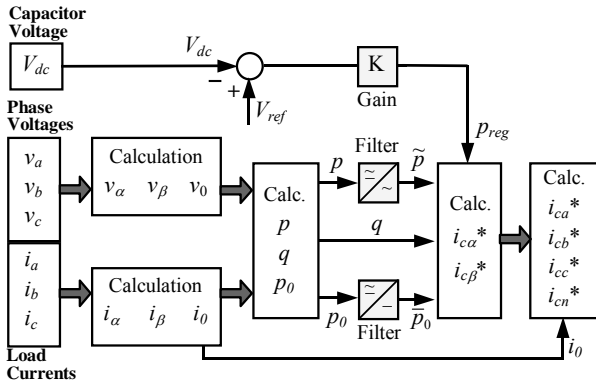 Capacitor
Voltage
V_dc
V_dc
−
+
V_ref
K
Gain
p_reg
Phase
Voltages
v_a
v_b
v_c
Calculation
v_α v_β v_0
Calc.
p
q
p_0
p
Filter
≃
~
p̃
q
p_0
≃
−
Filter
p̄_0
Calc.
i_cα*
i_cβ*
Calc.
i_ca*
i_cb*
i_cc*
i_cn*
i_a
i_b
i_c
Calculation
i_α i_β i_0
i_0
Load
Currents